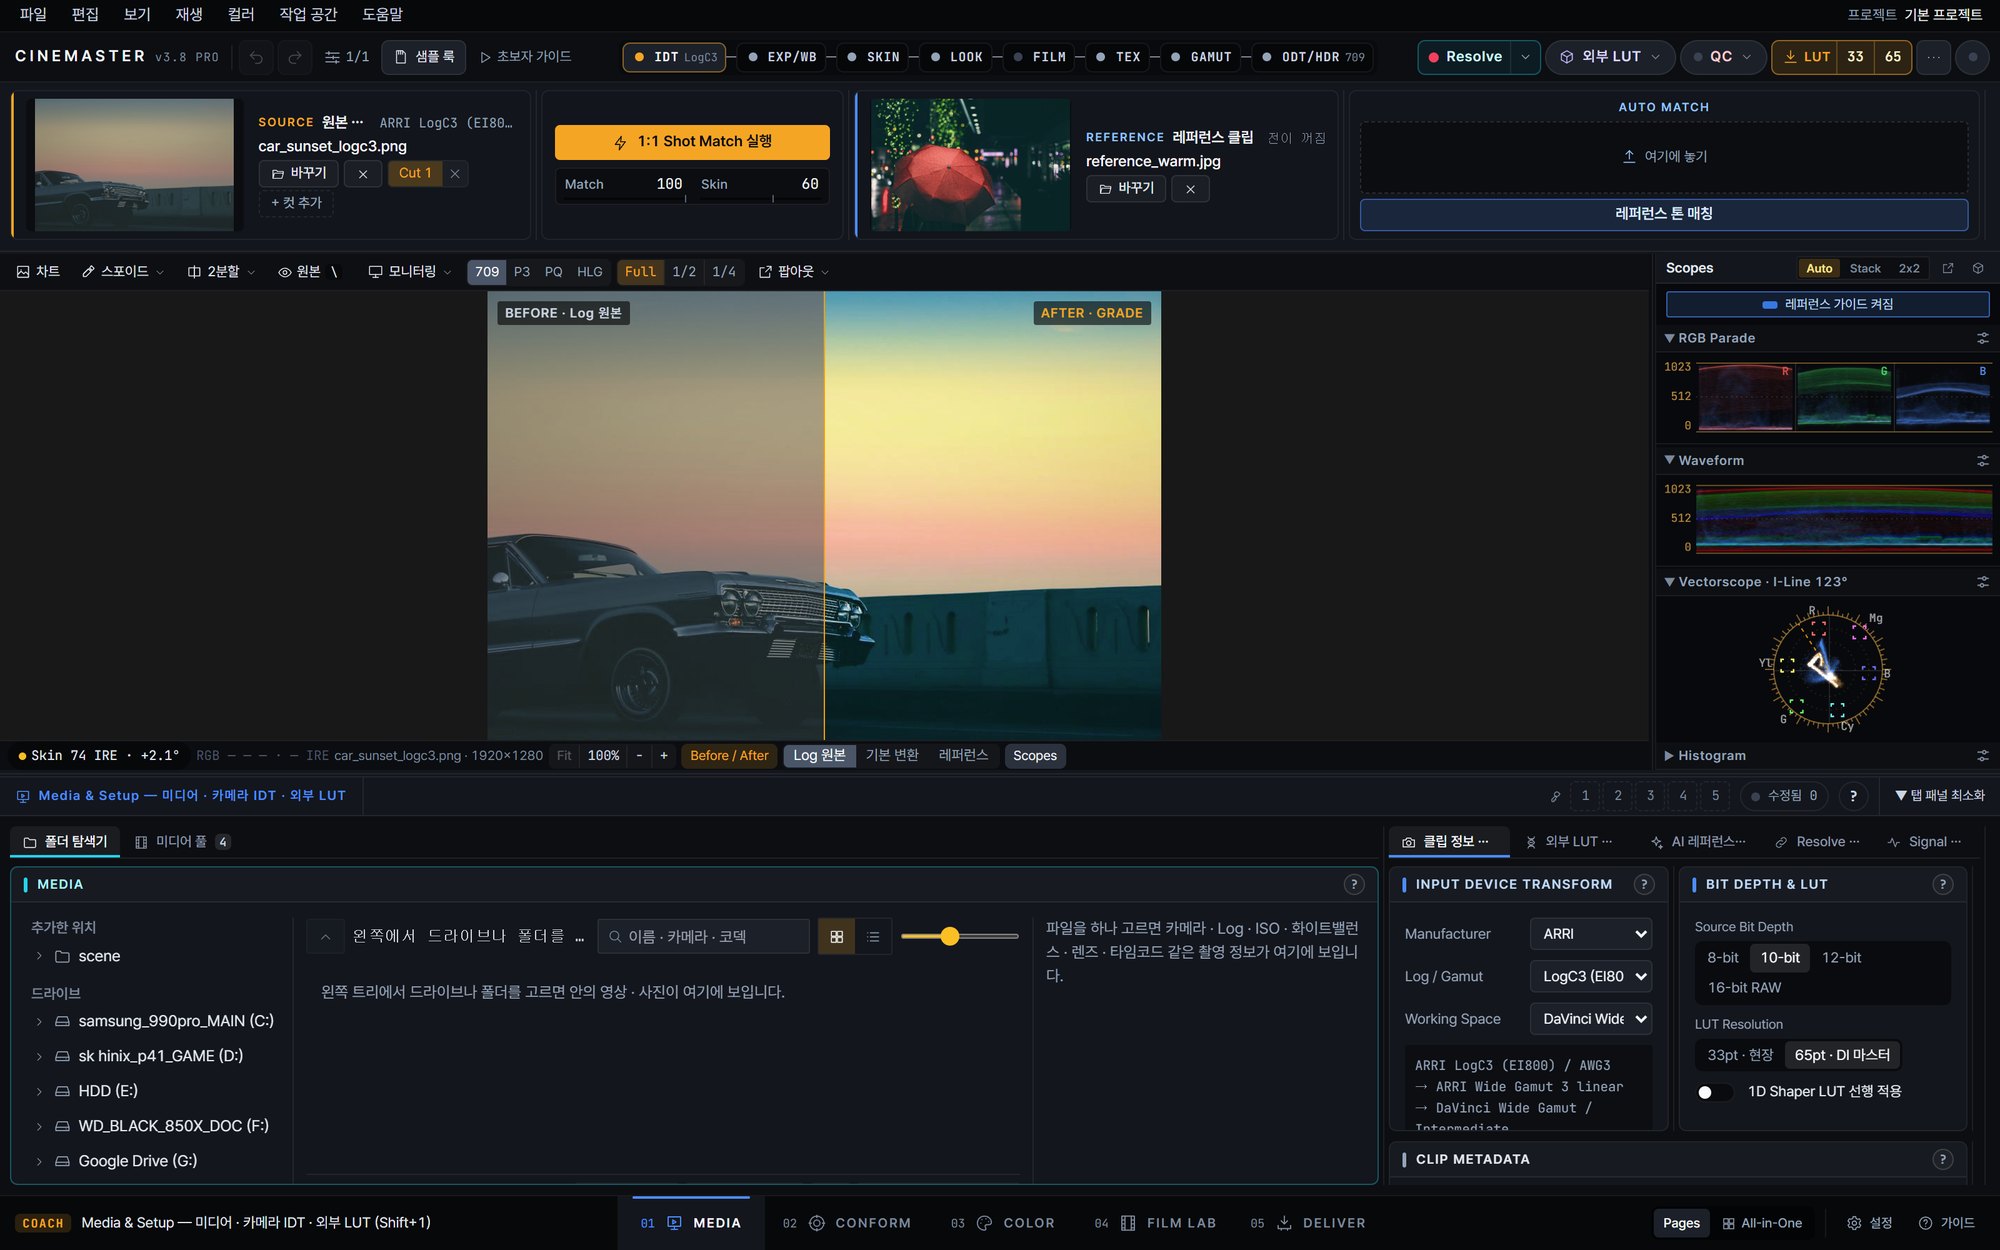 파일 편집 보기 재생 컬러 작업 공간 도움말 프로젝트 기본 프로젝트
CINEMASTER v3.8 PRO 1/1 샘플 룩 초보자 가이드 IDT LogC3 EXP/WB SKIN LOOK FILM TEX GAMUT ODT/HDR 709 Resolve 외부 LUT QC LUT 33 65 ···
SOURCE 원본 ··· ARRI LogC3 (EI80…
car_sunset_logc3.png
바꾸기 × Cut 1 ×
+ 컷 추가
1:1 Shot Match 실행
Match 100 Skin 60
REFERENCE 레퍼런스 클립 전이 꺼짐
reference_warm.jpg
바꾸기 ×
AUTO MATCH
여기에 놓기
레퍼런스 톤 매칭
차트 스포이드 2분할 원본 \ 모니터링 709 P3 PQ HLG Full 1/2 1/4 팝아웃
BEFORE · Log 원본 AFTER · GRADE
Scopes Auto Stack 2x2
레퍼런스 가이드 켜짐
▼ RGB Parade
1023 R G B
512
0
▼ Waveform
1023
512
0
▼ Vectorscope · I-Line 123°
R Mg
YL B
G Cy
▶ Histogram
Skin 74 IRE · +2.1° RGB — — — · — IRE car_sunset_logc3.png · 1920×1280 Fit 100% - + Before / After Log 원본 기본 변환 레퍼런스 Scopes
Media & Setup — 미디어 · 카메라 IDT · 외부 LUT 1 2 3 4 5 수정됨 0 ? ▼ 탭 패널 최소화
폴더 탐색기 미디어 풀 4
MEDIA ?
추가한 위치
scene
드라이브
samsung_990pro_MAIN (C:)
sk hinix_p41_GAME (D:)
HDD (E:)
WD_BLACK_850X_DOC (F:)
Google Drive (G:)
왼쪽에서 드라이브나 폴더를 … 이름 · 카메라 · 코덱
왼쪽 트리에서 드라이브나 폴더를 고르면 안의 영상 · 사진이 여기에 보입니다.
파일을 하나 고르면 카메라 · Log · ISO · 화이트밸런
스 · 렌즈 · 타임코드 같은 촬영 정보가 여기에 보입니
다.
클립 정보 ··· 외부 LUT ··· AI 레퍼런스··· Resolve ··· Signal ···
INPUT DEVICE TRANSFORM ?
Manufacturer ARRI
Log / Gamut LogC3 (EI80
Working Space DaVinci Wide
ARRI LogC3 (EI800) / AWG3
→ ARRI Wide Gamut 3 linear
→ DaVinci Wide Gamut /
Intermediate
BIT DEPTH & LUT ?
Source Bit Depth
8-bit 10-bit 12-bit
16-bit RAW
LUT Resolution
33pt · 현장 65pt · DI 마스터
1D Shaper LUT 선행 적용
CLIP METADATA ?
COACH Media & Setup — 미디어 · 카메라 IDT · 외부 LUT (Shift+1) 01 MEDIA 02 CONFORM 03 COLOR 04 FILM LAB 05 DELIVER Pages All-in-One 설정 가이드